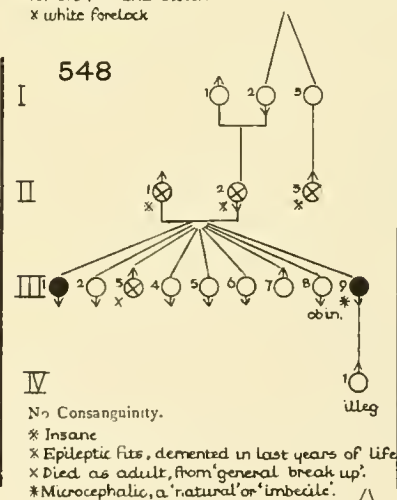 x white forelock
548
I
1 2 3
II
1 2 3
III
1 2 3 4 5 6 7 8 9
ob in.
IV
1
illeg
No Consanguinity.
※ Insane
x Epileptic fits, demented in last years of life
x Died as adult, from 'general break up'.
* Microcephalic, a 'natural' or 'imbecile'.